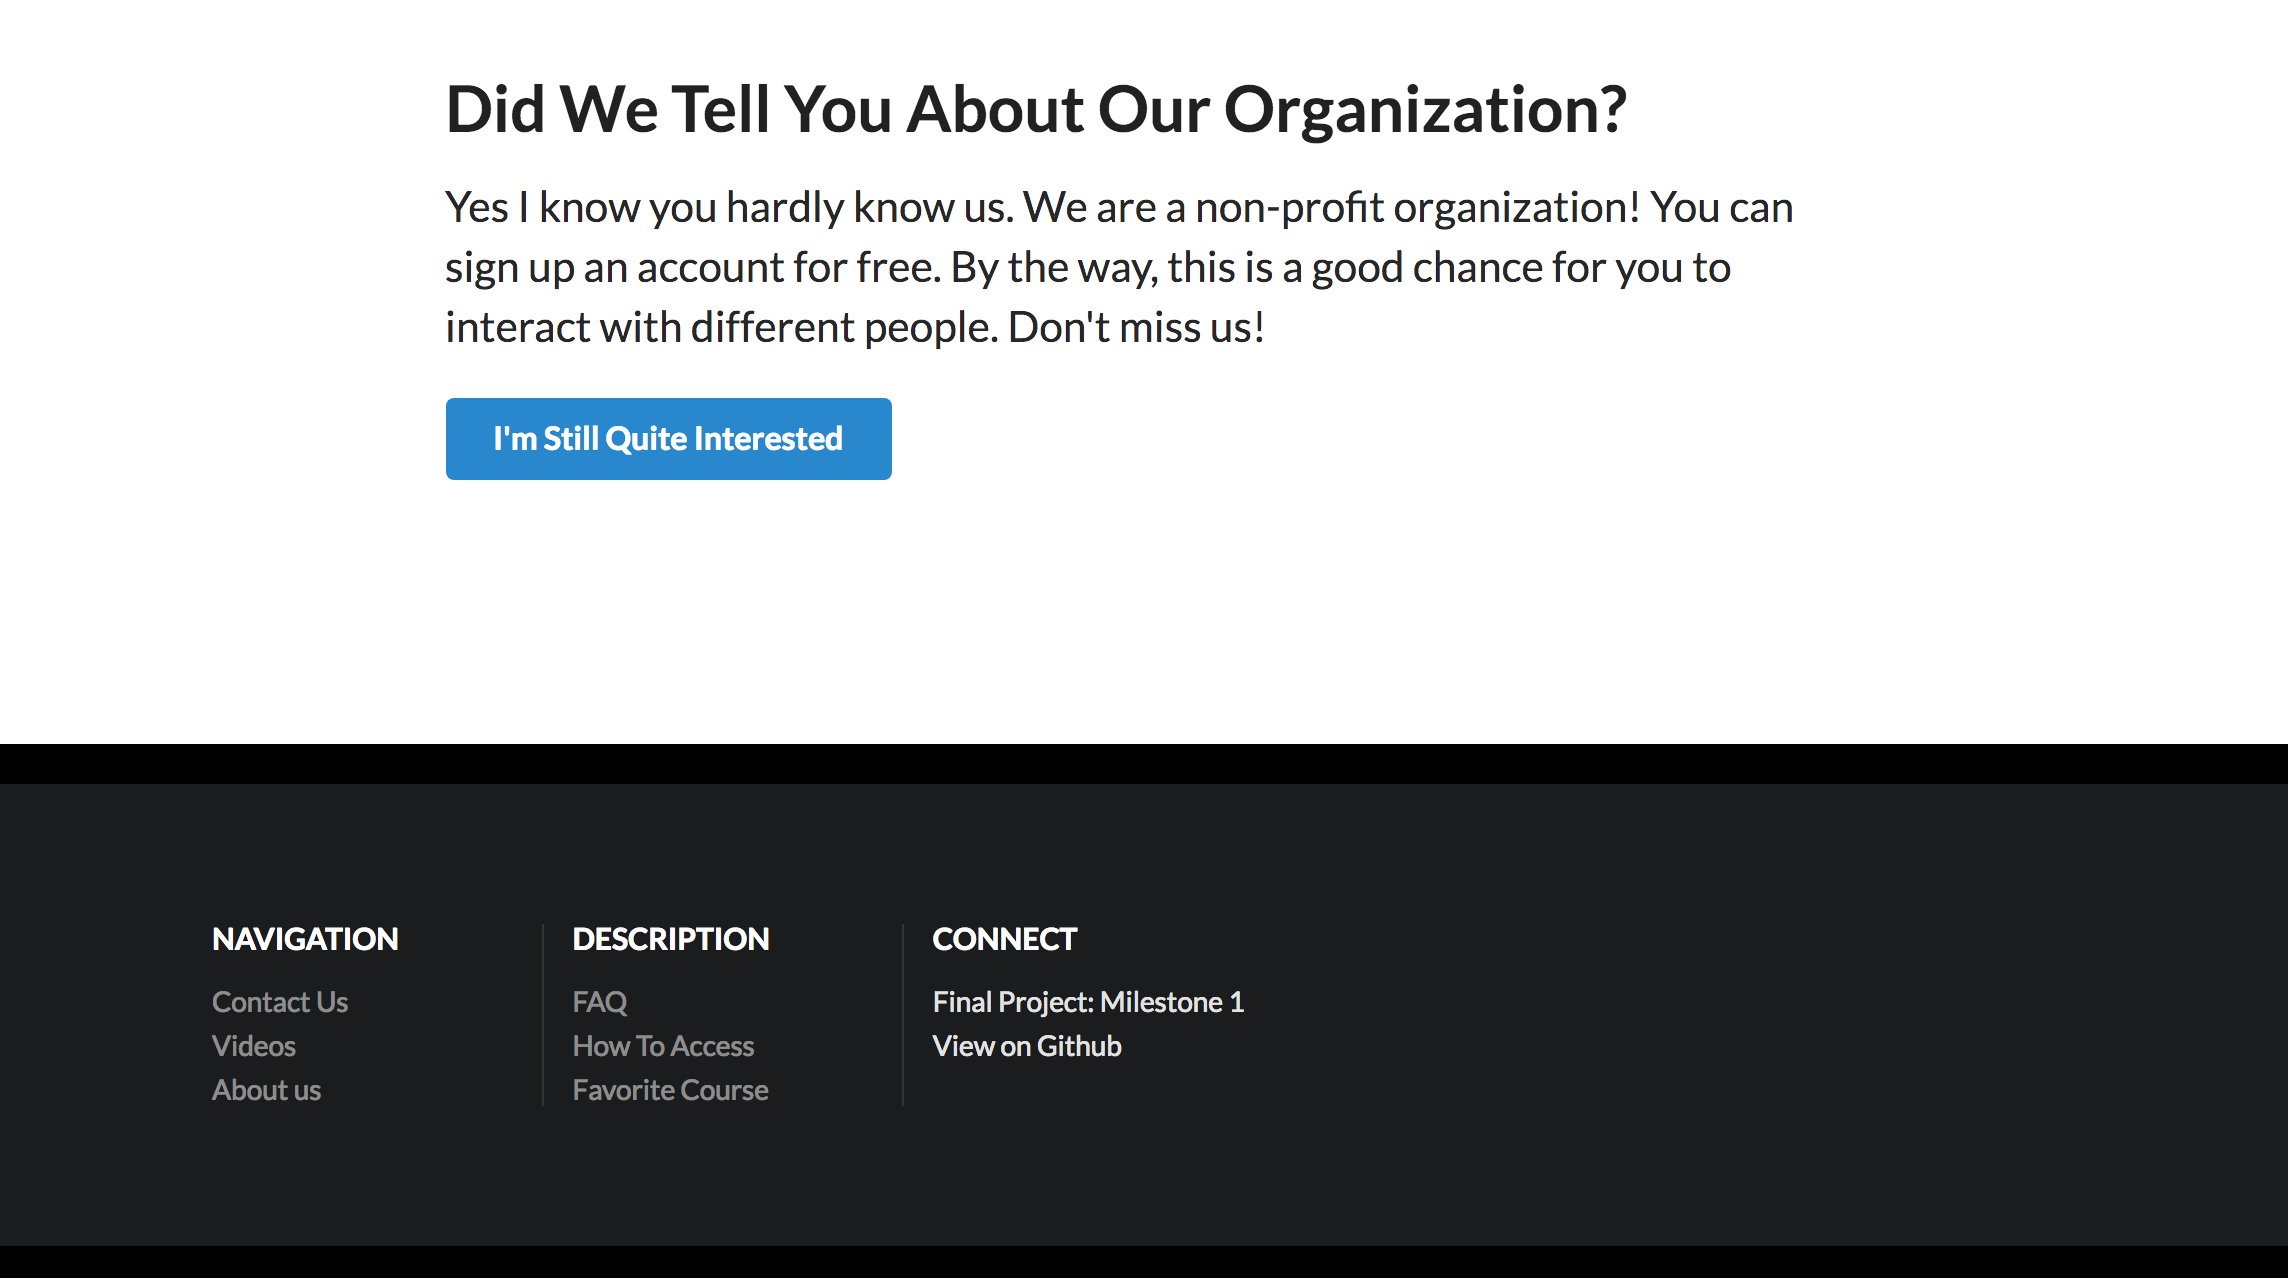 Did We Tell You About Our Organization?
Yes I know you hardly know us. We are a non-profit organization! You can
sign up an account for free. By the way, this is a good chance for you to
interact with different people. Don't miss us!
I'm Still Quite Interested
NAVIGATION
Contact Us
Videos
About us
DESCRIPTION
FAQ
How To Access
Favorite Course
CONNECT
Final Project: Milestone 1
View on Github